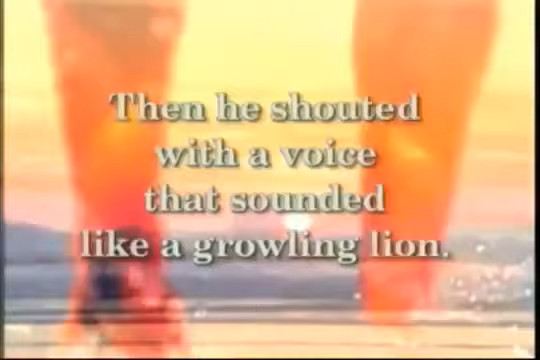 Then he shouted
with a voice
that sounded
like a growling lion.